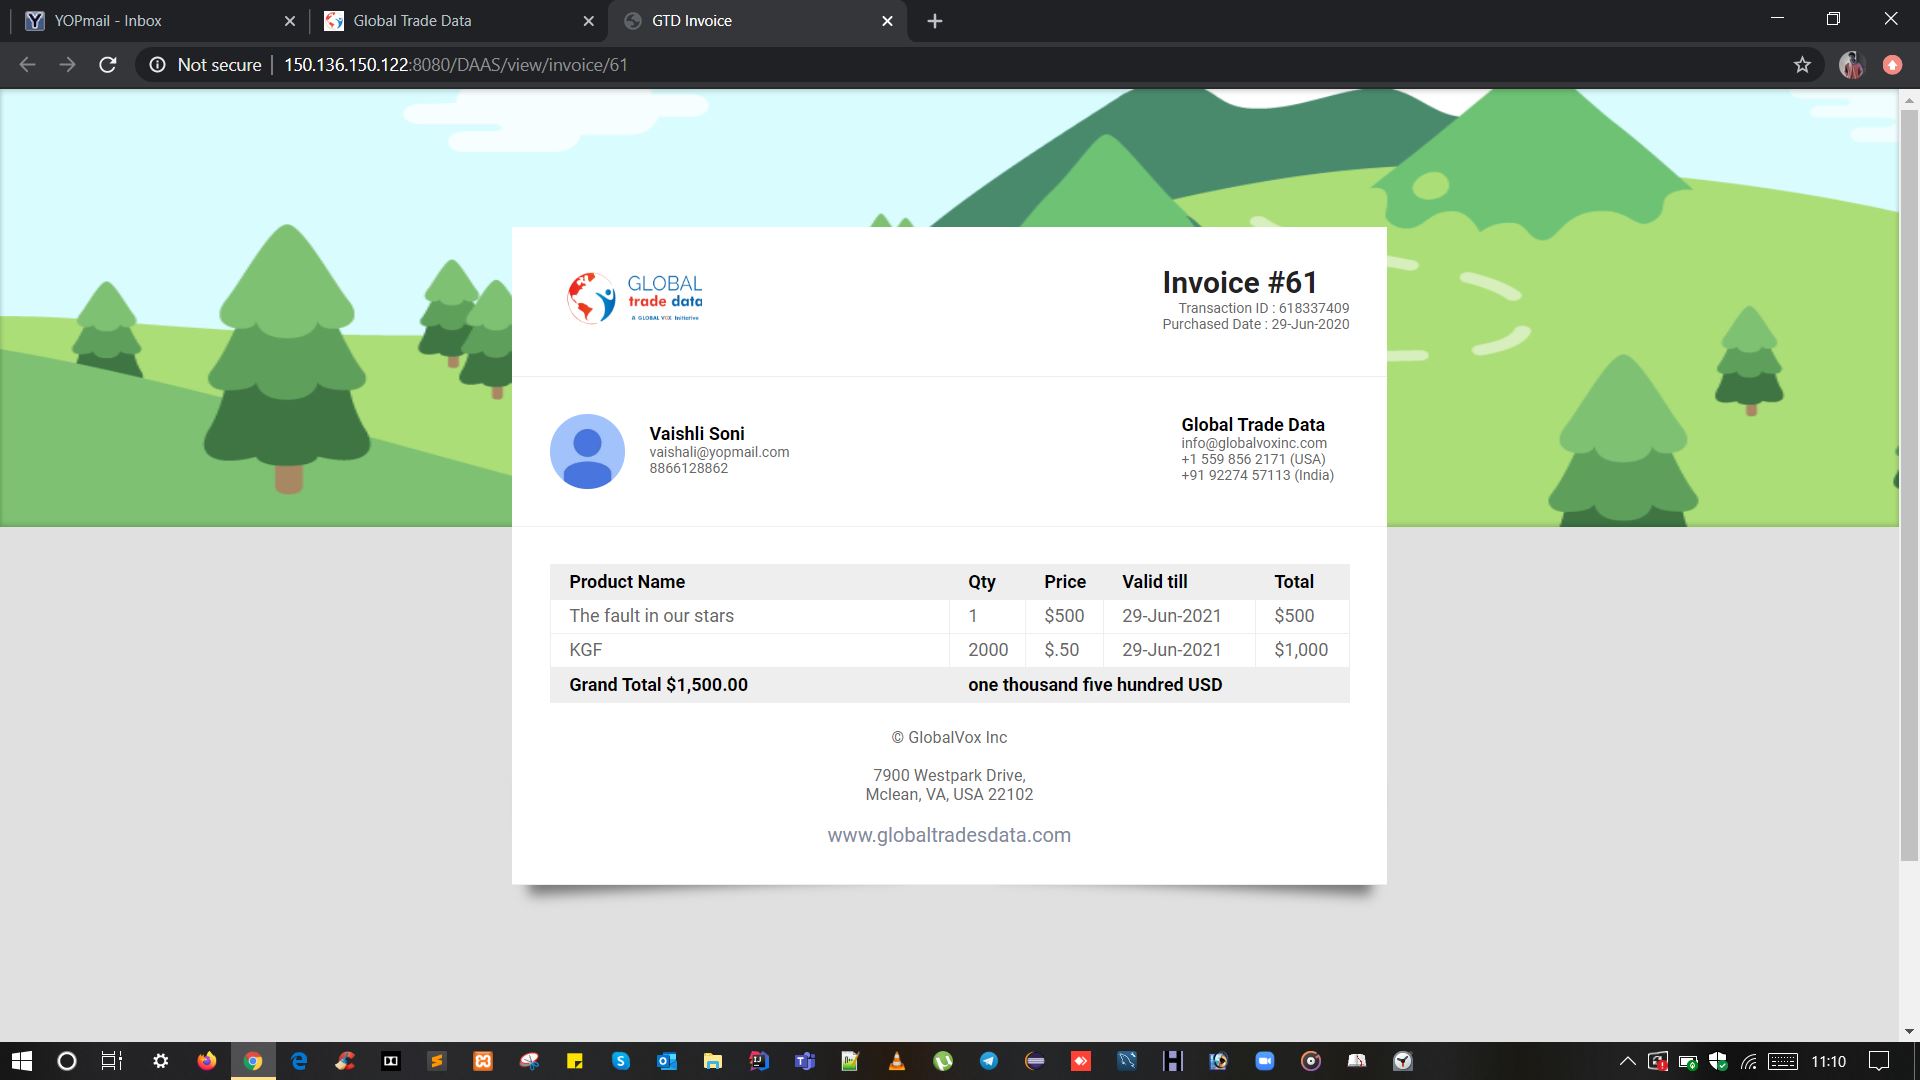 YOPmail - Inbox
Global Trade Data
GTD Invoice
Not secure
150.136.150.122:8080/DAAS/view/invoice/61
GLOBAL
trade data
A GLOBAL VOX Initiative
Invoice #61
Transaction ID : 618337409
Purchased Date : 29-Jun-2020
Vaishli Soni
vaishali@yopmail.com
8866128862
Global Trade Data
info@globalvoxinc.com
+1 559 856 2171 (USA)
+91 92274 57113 (India)
Product Name Qty Price Valid till Total
The fault in our stars 1 $500 29-Jun-2021 $500
KGF 2000 $.50 29-Jun-2021 $1,000
Grand Total $1,500.00 one thousand five hundred USD
© GlobalVox Inc
7900 Westpark Drive,
Mclean, VA, USA 22102
www.globaltradesdata.com
11:10